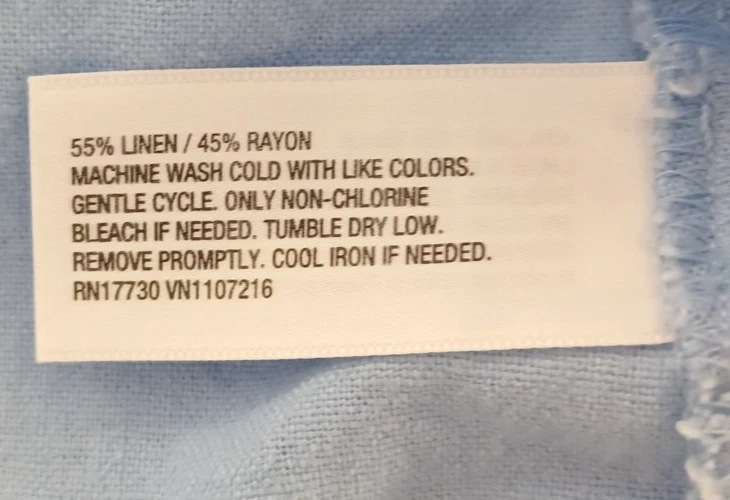 55% LINEN / 45% RAYON
MACHINE WASH COLD WITH LIKE COLORS.
GENTLE CYCLE. ONLY NON-CHLORINE
BLEACH IF NEEDED. TUMBLE DRY LOW.
REMOVE PROMPTLY. COOL IRON IF NEEDED.
RN17730 VN1107216